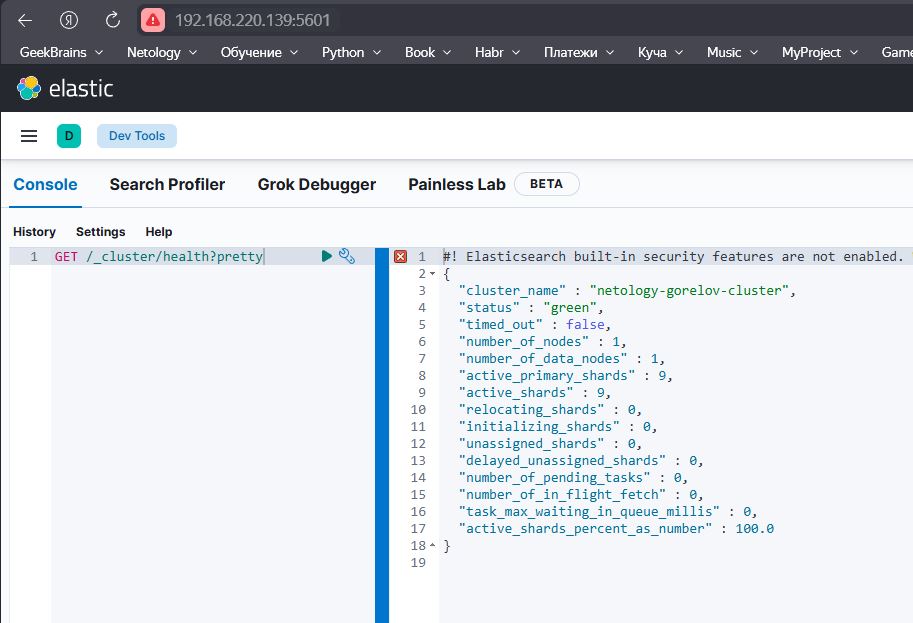 192.168.220.139:5601
GeekBrains Netology Обучение Python Book Habr Платежи Куча Music MyProject Game
elastic
D Dev Tools
Console Search Profiler Grok Debugger Painless Lab BETA
History Settings Help
1 GET /_cluster/health?pretty
1 #! Elasticsearch built-in security features are not enabled.
2 {
3 "cluster_name" : "netology-gorelov-cluster",
4 "status" : "green",
5 "timed_out" : false,
6 "number_of_nodes" : 1,
7 "number_of_data_nodes" : 1,
8 "active_primary_shards" : 9,
9 "active_shards" : 9,
10 "relocating_shards" : 0,
11 "initializing_shards" : 0,
12 "unassigned_shards" : 0,
13 "delayed_unassigned_shards" : 0,
14 "number_of_pending_tasks" : 0,
15 "number_of_in_flight_fetch" : 0,
16 "task_max_waiting_in_queue_millis" : 0,
17 "active_shards_percent_as_number" : 100.0
18 }
19